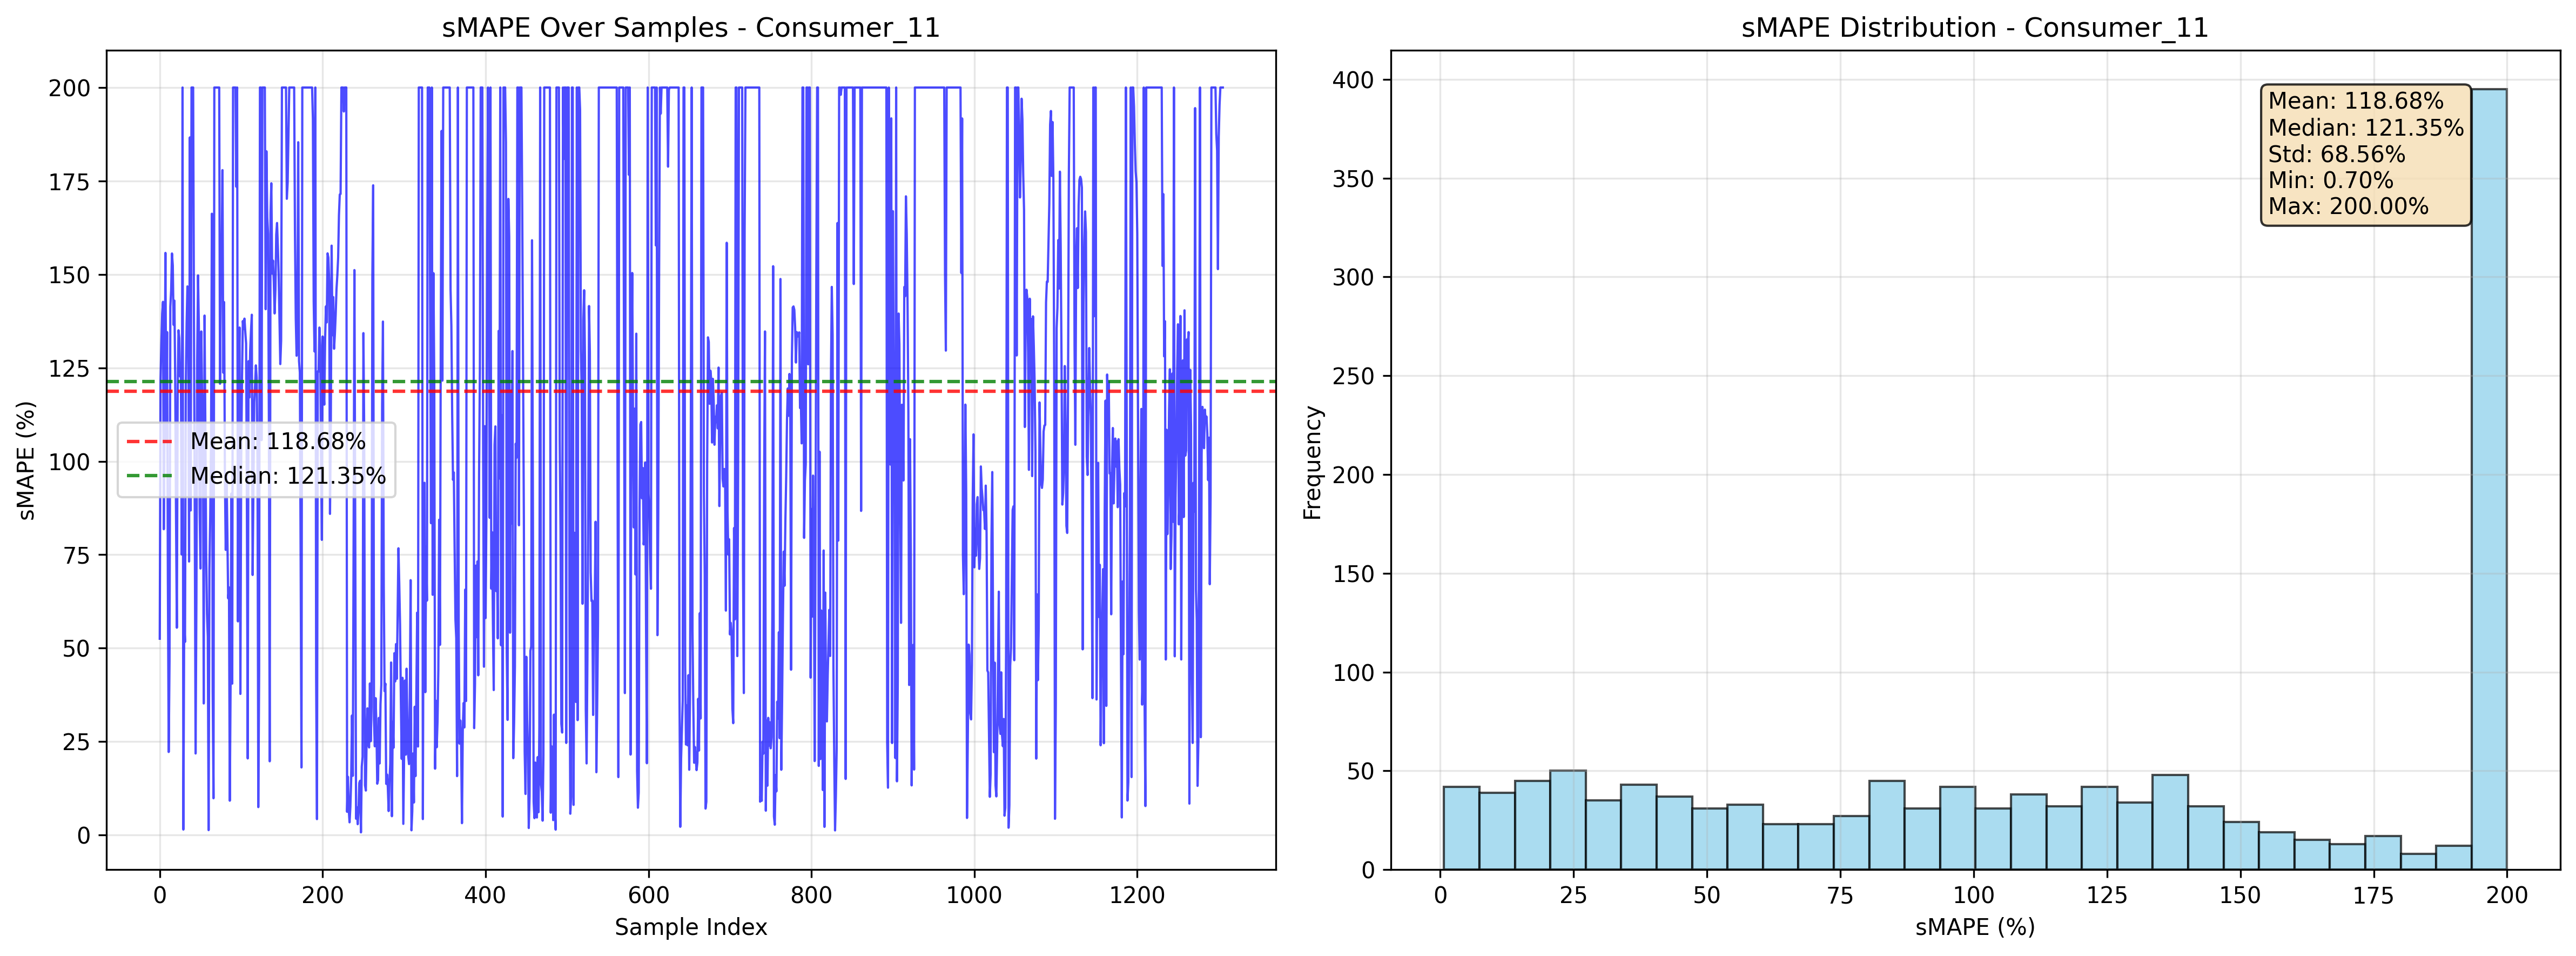 sMAPE Over Samples - Consumer_11
200
175
150
125
100
75
50
25
0
sMAPE (%)
Mean: 118.68%
Median: 121.35%
0
200
400
600
800
1000
1200
Sample Index
sMAPE Distribution - Consumer_11
400
350
300
250
200
150
100
50
0
Frequency
Mean: 118.68%
Median: 121.35%
Std: 68.56%
Min: 0.70%
Max: 200.00%
0
25
50
75
100
125
150
175
200
sMAPE (%)